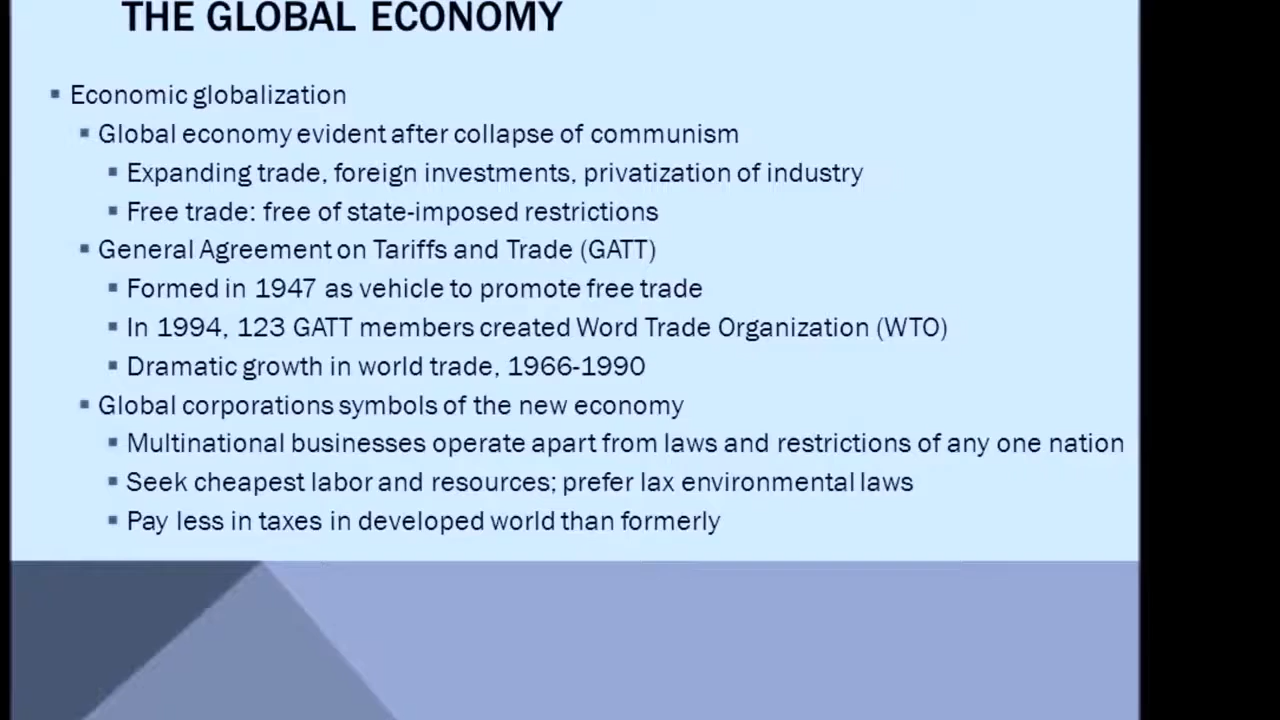 THE GLOBAL ECONOMY
▪ Economic globalization
▪ Global economy evident after collapse of communism
▪ Expanding trade, foreign investments, privatization of industry
▪ Free trade: free of state-imposed restrictions
▪ General Agreement on Tariffs and Trade (GATT)
▪ Formed in 1947 as vehicle to promote free trade
▪ In 1994, 123 GATT members created Word Trade Organization (WTO)
▪ Dramatic growth in world trade, 1966-1990
▪ Global corporations symbols of the new economy
▪ Multinational businesses operate apart from laws and restrictions of any one nation
▪ Seek cheapest labor and resources; prefer lax environmental laws
▪ Pay less in taxes in developed world than formerly